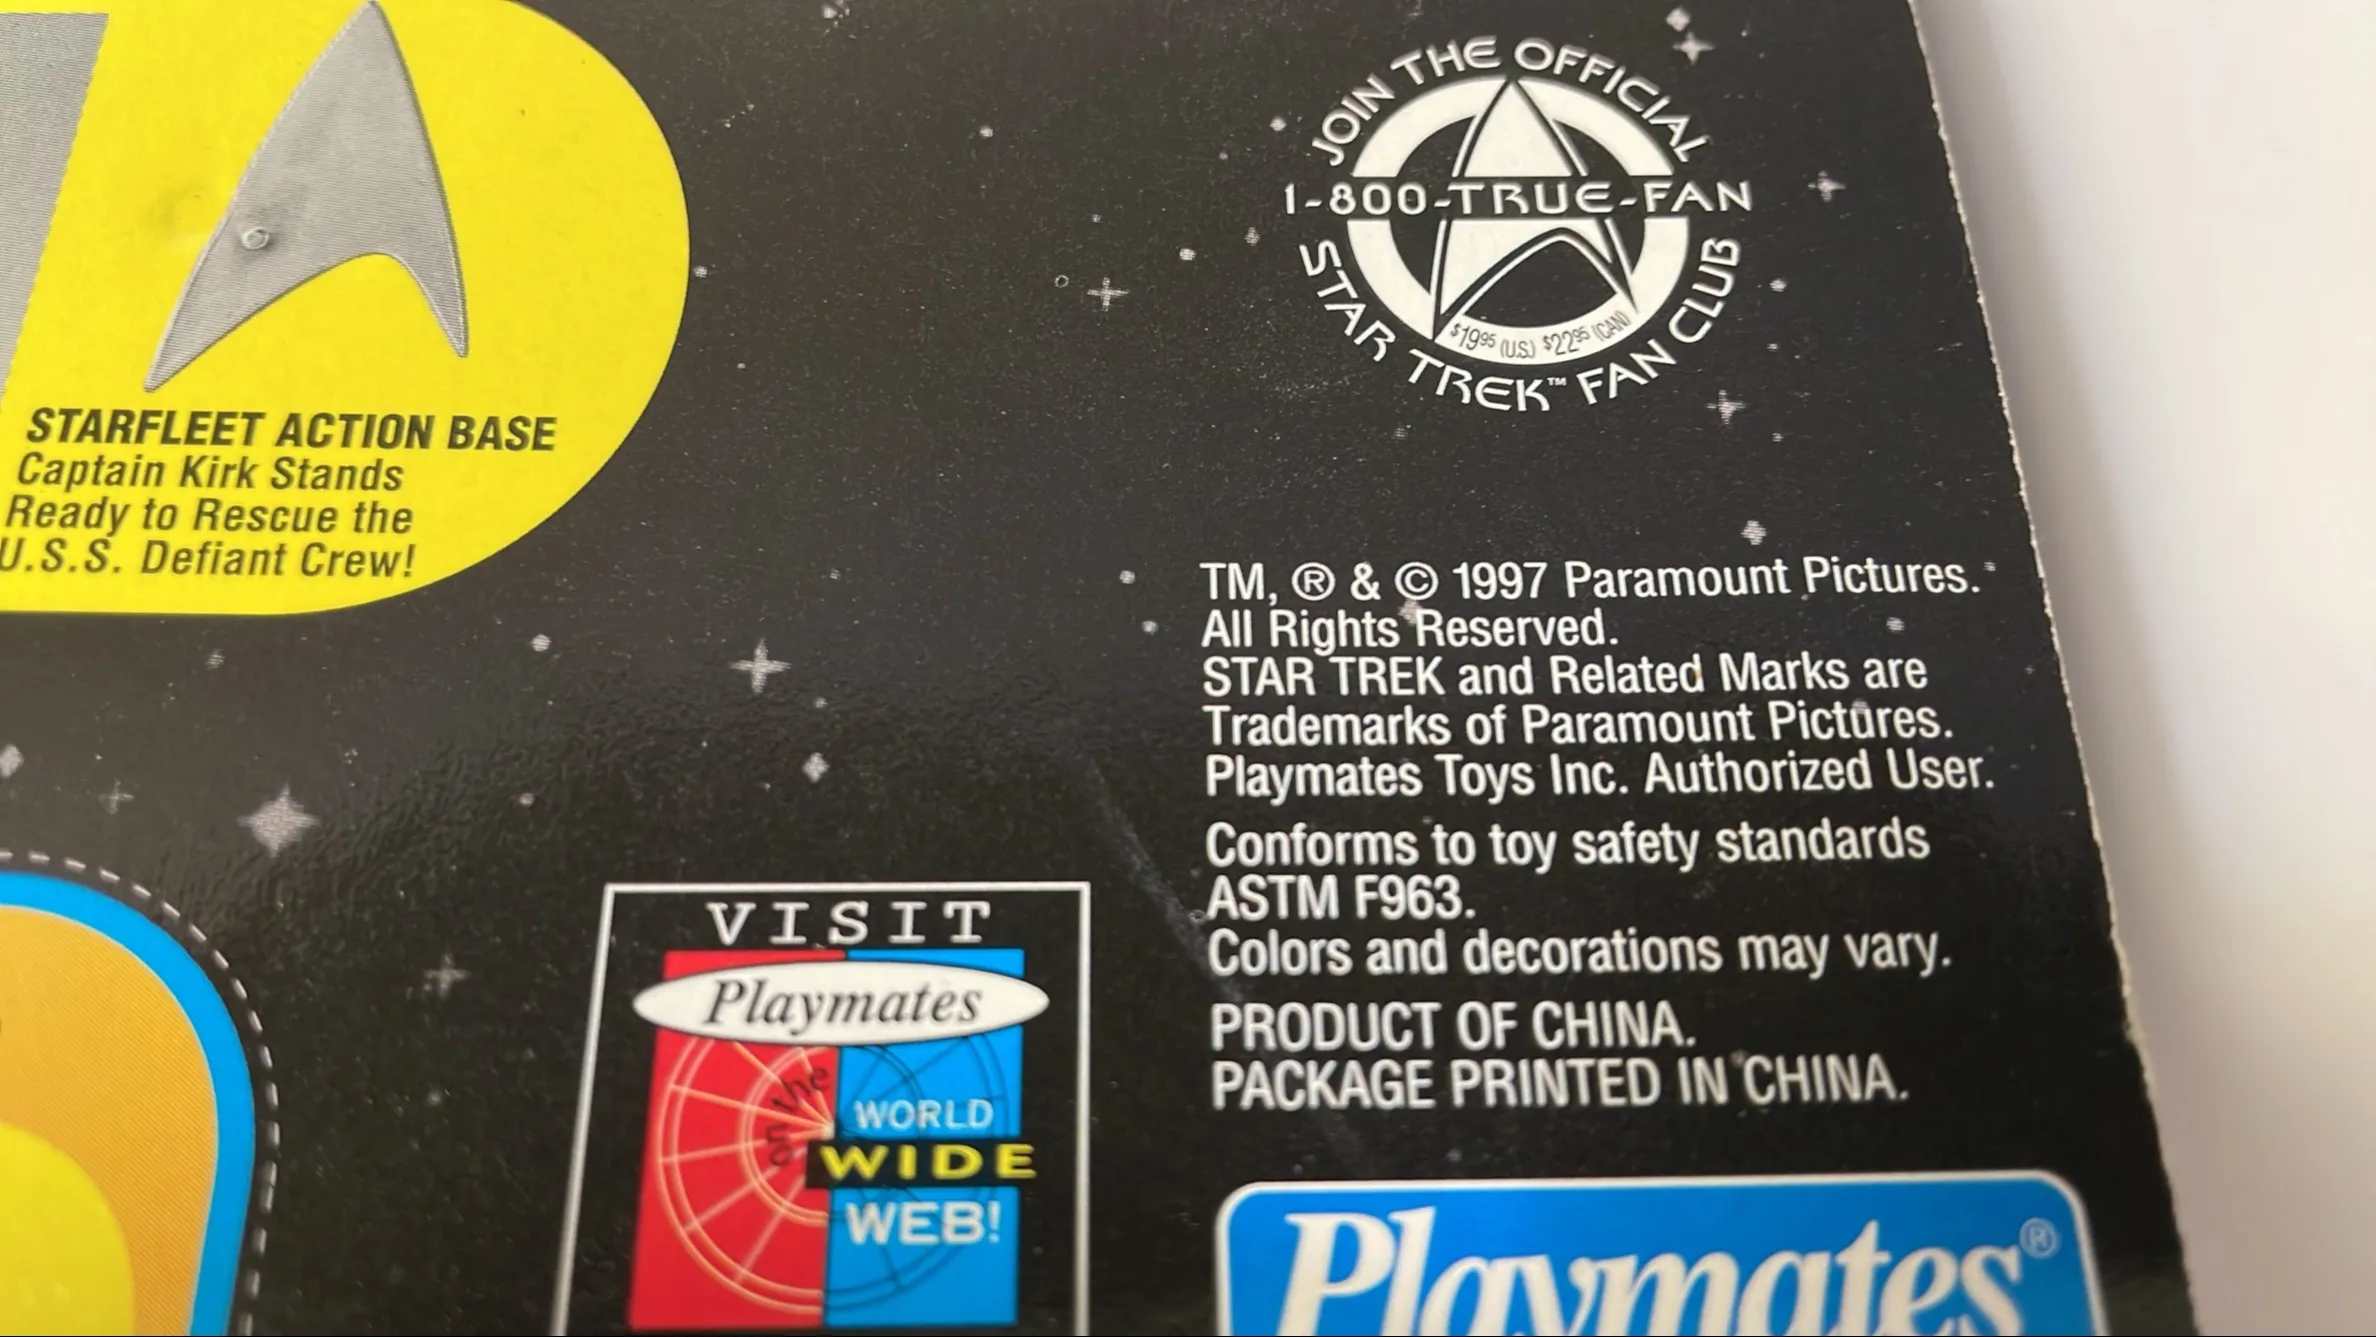 STARFLEET ACTION BASE
Captain Kirk Stands
Ready to Rescue the
U.S.S. Defiant Crew!
JOIN THE OFFICIAL
1-800-TRUE-FAN
STAR TREK™ FAN CLUB
$19.95 (U.S.) $22.95 (CAN)
TM, ® & © 1997 Paramount Pictures.
All Rights Reserved.
STAR TREK and Related Marks are
Trademarks of Paramount Pictures.
Playmates Toys Inc. Authorized User.
Conforms to toy safety standards
ASTM F963.
Colors and decorations may vary.
PRODUCT OF CHINA.
PACKAGE PRINTED IN CHINA.
VISIT
Playmates
on the
WORLD
WIDE
WEB!
Playmates®